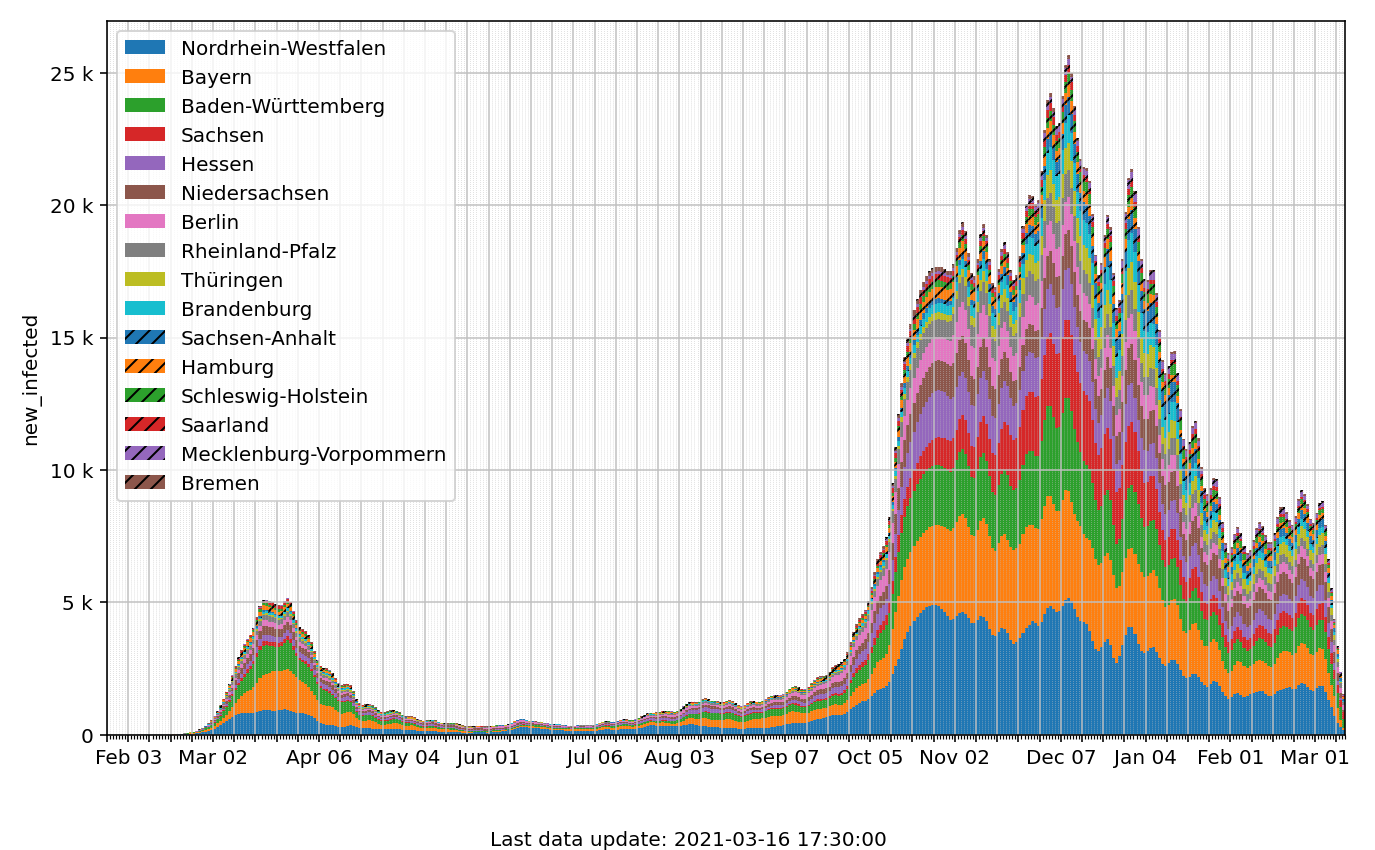 25 k
20 k
15 k
10 k
5 k
0
new_infected
Nordrhein-Westfalen
Bayern
Baden-Württemberg
Sachsen
Hessen
Niedersachsen
Berlin
Rheinland-Pfalz
Thüringen
Brandenburg
Sachsen-Anhalt
Hamburg
Schleswig-Holstein
Saarland
Mecklenburg-Vorpommern
Bremen
Feb 03 Mar 02 Apr 06 May 04 Jun 01 Jul 06 Aug 03 Sep 07 Oct 05 Nov 02 Dec 07 Jan 04 Feb 01 Mar 01
Last data update: 2021-03-16 17:30:00